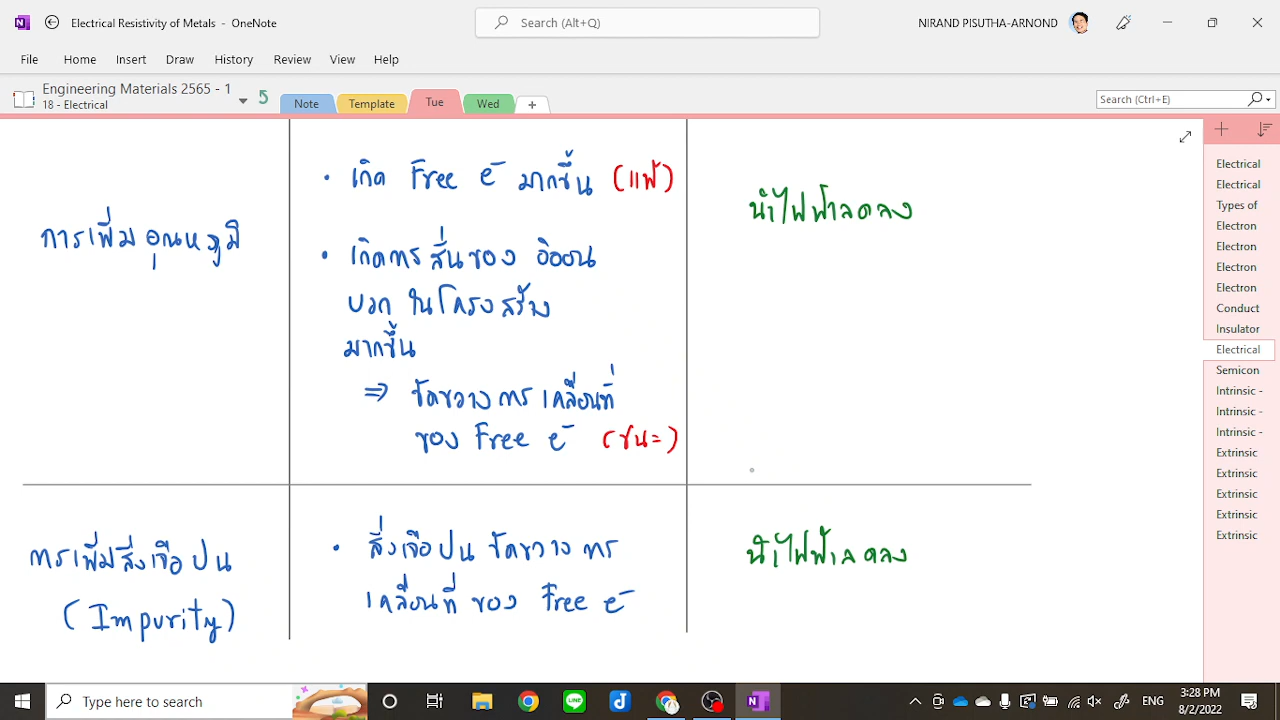 Electrical Resistivity of Metals - OneNote
Search (Alt+Q)
NIRAND PISUTHA-ARNOND
File Home Insert Draw History Review View Help
Engineering Materials 2565 - 1
18 - Electrical
Note Template Tue Wed
Search (Ctrl+E)
การเพิ่มอุณหภูมิ
• เกิด Free e⁻ มากขึ้น (แพ้)
• เกิดการสั่นของ อิออน
บวก ในโครงสร้าง
มากขึ้น
⇒ ขัดขวางการเคลื่อนที่
ของ Free e⁻ (ชนะ)
นำไฟฟ้าลดลง
การเพิ่มสิ่งเจือปน
(Impurity)
• สิ่งเจือปน ขัดขวาง การ
เคลื่อนที่ ของ Free e⁻
นำไฟฟ้าลดลง
Electrical
Electrical
Types of
Electron
Electron
Electron
Electron
Conduct
Insulator
Electrical
Semicon
Intrinsic -
Intrinsic -
Intrinsic -
Extrinsic
Extrinsic
Extrinsic
Extrinsic
Extrinsic
Type here to search
ENG
3:28 PM
8/2/2022